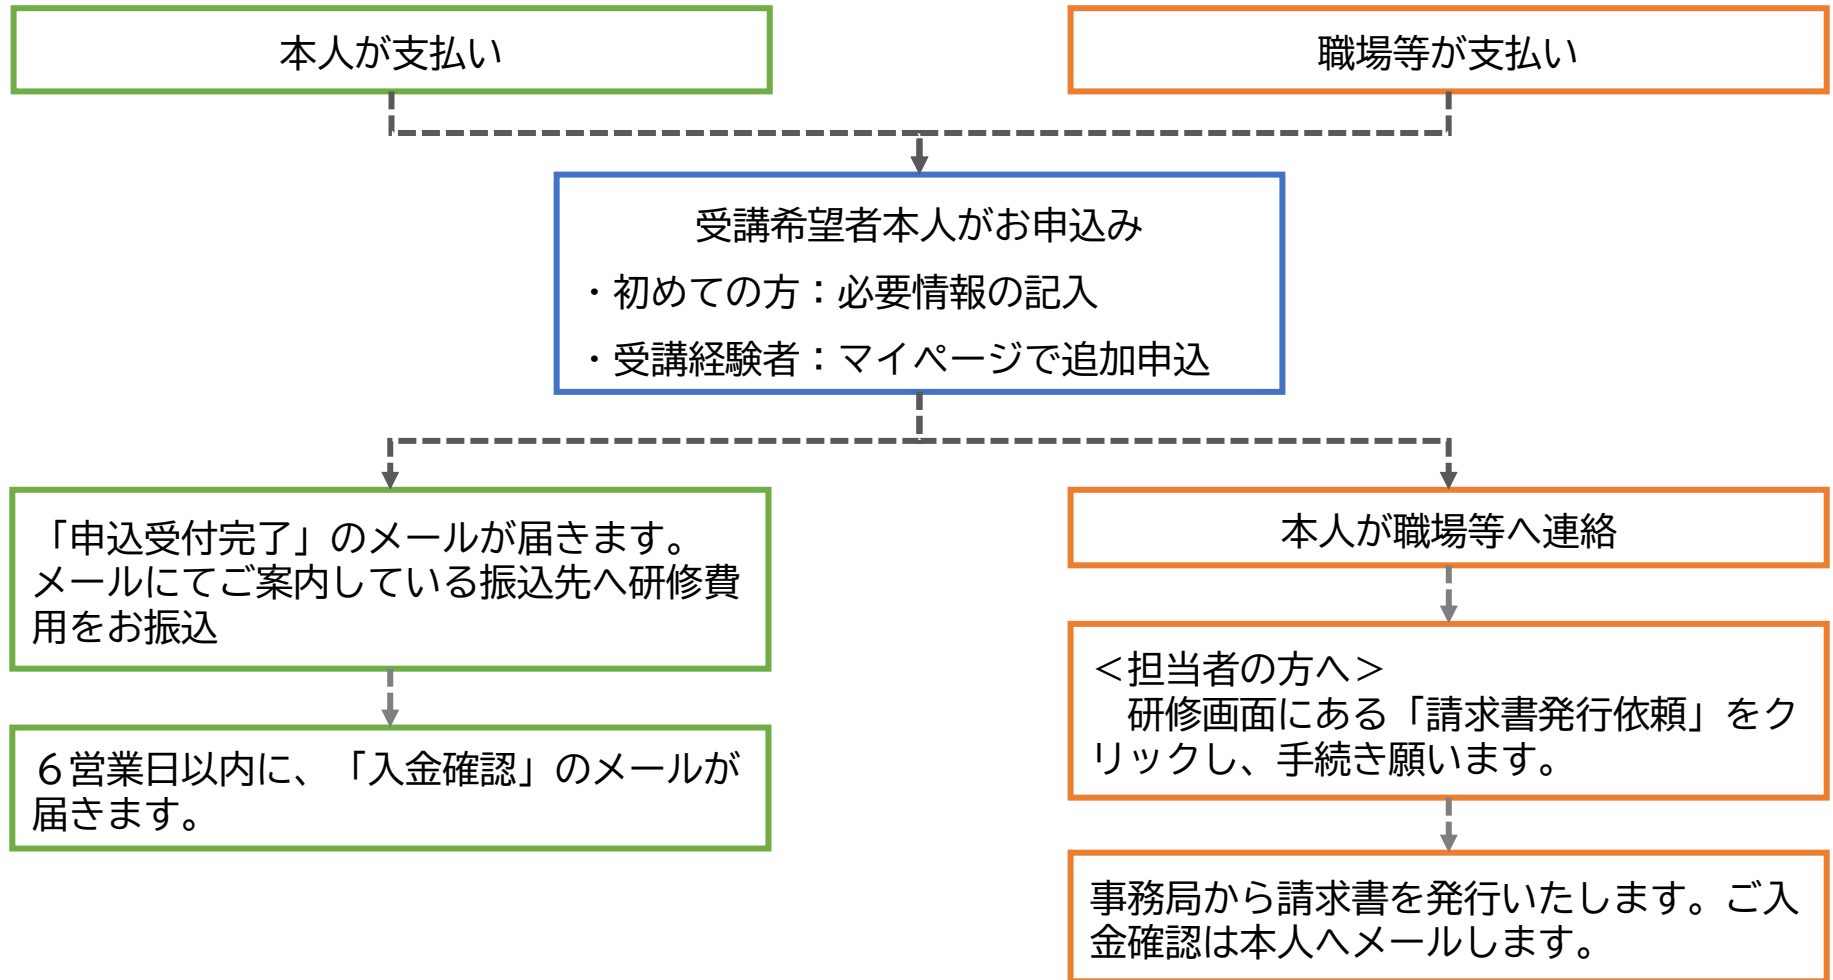 本人が支払い
職場等が支払い
受講希望者本人がお申込み
・初めての方：必要情報の記入
・受講経験者：マイページで追加申込
「申込受付完了」のメールが届きます。
メールにてご案内している振込先へ研修費
用をお振込
６営業日以内に、「入金確認」のメールが
届きます。
本人が職場等へ連絡
＜担当者の方へ＞
　研修画面にある「請求書発行依頼」をク
リックし、手続き願います。
事務局から請求書を発行いたします。ご入
金確認は本人へメールします。